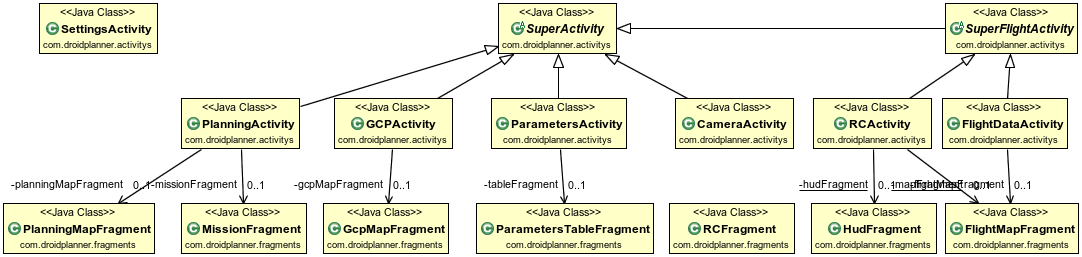 <<Java Class>>
SettingsActivity
com.droidplanner.activitys
<<Java Class>>
SuperActivity
com.droidplanner.activitys
<<Java Class>>
SuperFlightActivity
com.droidplanner.activitys
<<Java Class>>
PlanningActivity
com.droidplanner.activitys
<<Java Class>>
GCPActivity
com.droidplanner.activitys
<<Java Class>>
ParametersActivity
com.droidplanner.activitys
<<Java Class>>
CameraActivity
com.droidplanner.activitys
<<Java Class>>
RCActivity
com.droidplanner.activitys
<<Java Class>>
FlightDataActivity
com.droidplanner.activitys
-planningMapFragment 0..1
-missionFragment 0..1
-gcpMapFragment 0..1
-tableFragment 0..1
-hudFragment 0..1
0..1
0..1
<<Java Class>>
PlanningMapFragment
com.droidplanner.fragments
<<Java Class>>
MissionFragment
com.droidplanner.fragments
<<Java Class>>
GcpMapFragment
com.droidplanner.fragments
<<Java Class>>
ParametersTableFragment
com.droidplanner.fragments
<<Java Class>>
RCFragment
com.droidplanner.fragments
<<Java Class>>
HudFragment
com.droidplanner.fragments
<<Java Class>>
FlightMapFragment
com.droidplanner.fragments